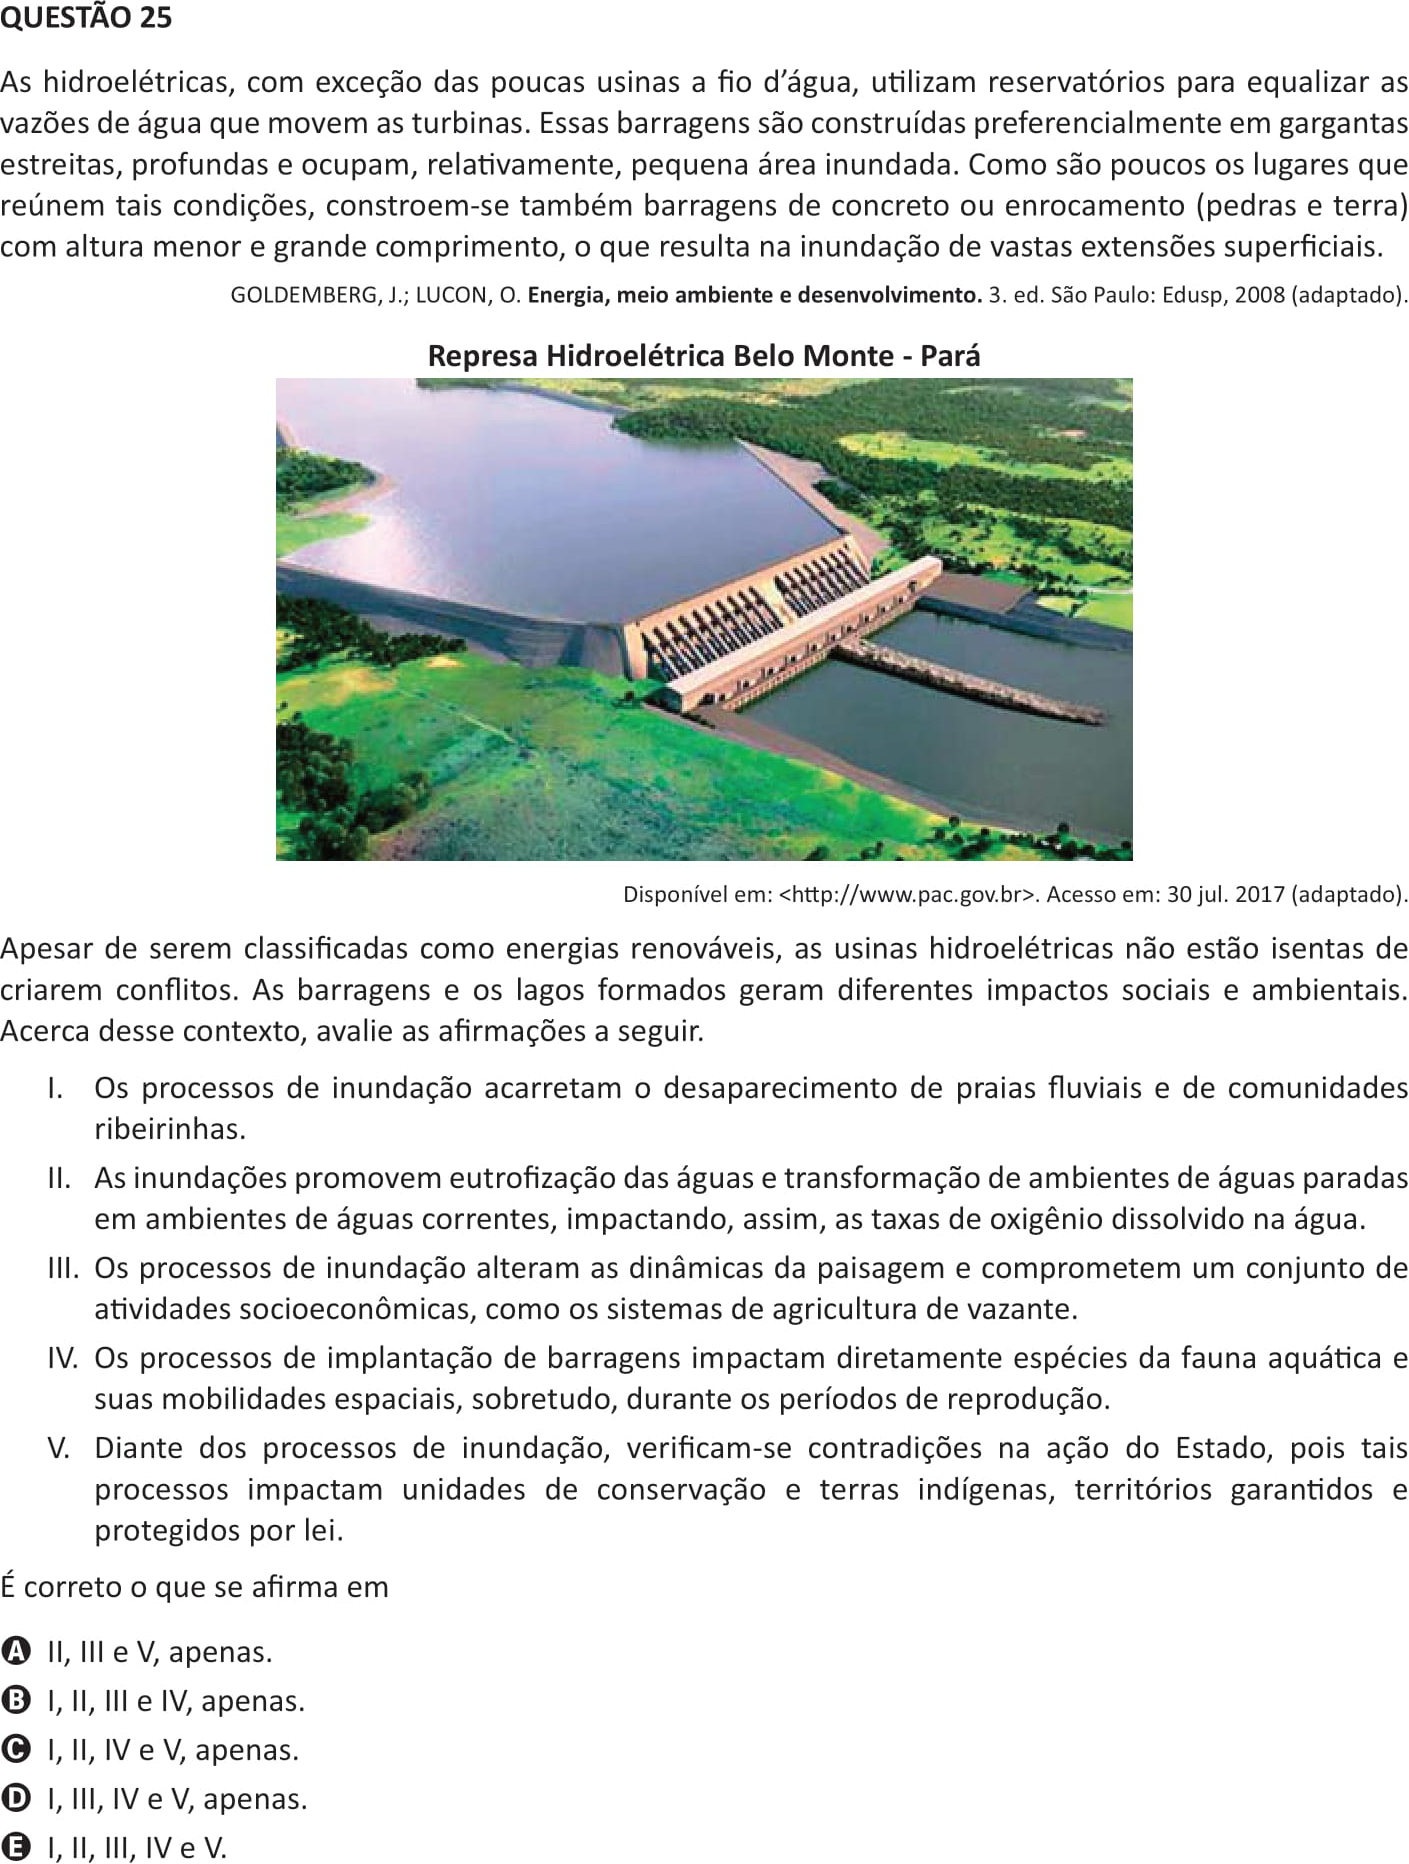 QUESTÃO 25
As hidroelétricas, com exceção das poucas usinas a fio d’água, utilizam reservatórios para equalizar as
vazões de água que movem as turbinas. Essas barragens são construídas preferencialmente em gargantas
estreitas, profundas e ocupam, relativamente, pequena área inundada. Como são poucos os lugares que
reúnem tais condições, constroem-se também barragens de concreto ou enrocamento (pedras e terra)
com altura menor e grande comprimento, o que resulta na inundação de vastas extensões superficiais.
GOLDEMBERG, J.; LUCON, O. Energia, meio ambiente e desenvolvimento. 3. ed. São Paulo: Edusp, 2008 (adaptado).
Represa Hidroelétrica Belo Monte - Pará
Disponível em: <http://www.pac.gov.br>. Acesso em: 30 jul. 2017 (adaptado).
Apesar de serem classificadas como energias renováveis, as usinas hidroelétricas não estão isentas de
criarem conflitos. As barragens e os lagos formados geram diferentes impactos sociais e ambientais.
Acerca desse contexto, avalie as afirmações a seguir.
I. Os processos de inundação acarretam o desaparecimento de praias fluviais e de comunidades
ribeirinhas.
II. As inundações promovem eutrofização das águas e transformação de ambientes de águas paradas
em ambientes de águas correntes, impactando, assim, as taxas de oxigênio dissolvido na água.
III. Os processos de inundação alteram as dinâmicas da paisagem e comprometem um conjunto de
atividades socioeconômicas, como os sistemas de agricultura de vazante.
IV. Os processos de implantação de barragens impactam diretamente espécies da fauna aquática e
suas mobilidades espaciais, sobretudo, durante os períodos de reprodução.
V. Diante dos processos de inundação, verificam-se contradições na ação do Estado, pois tais
processos impactam unidades de conservação e terras indígenas, territórios garantidos e
protegidos por lei.
É correto o que se afirma em
A II, III e V, apenas.
B I, II, III e IV, apenas.
C I, II, IV e V, apenas.
D I, III, IV e V, apenas.
E I, II, III, IV e V.